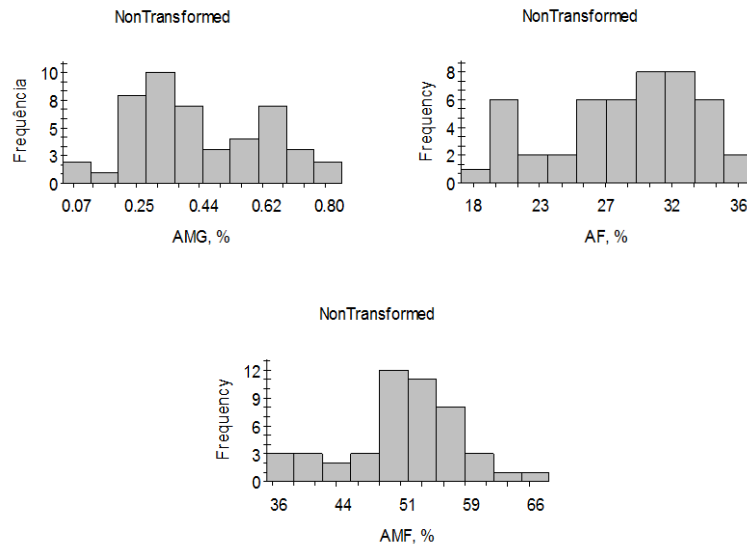 NonTransformed
Frequência
10
8
5
3
0
0.07 0.25 0.44 0.62 0.80
AMG, %
NonTransformed
Frequency
8
6
4
2
0
18 23 27 32 36
AF, %
NonTransformed
Frequency
12
9
6
3
0
36 44 51 59 66
AMF, %